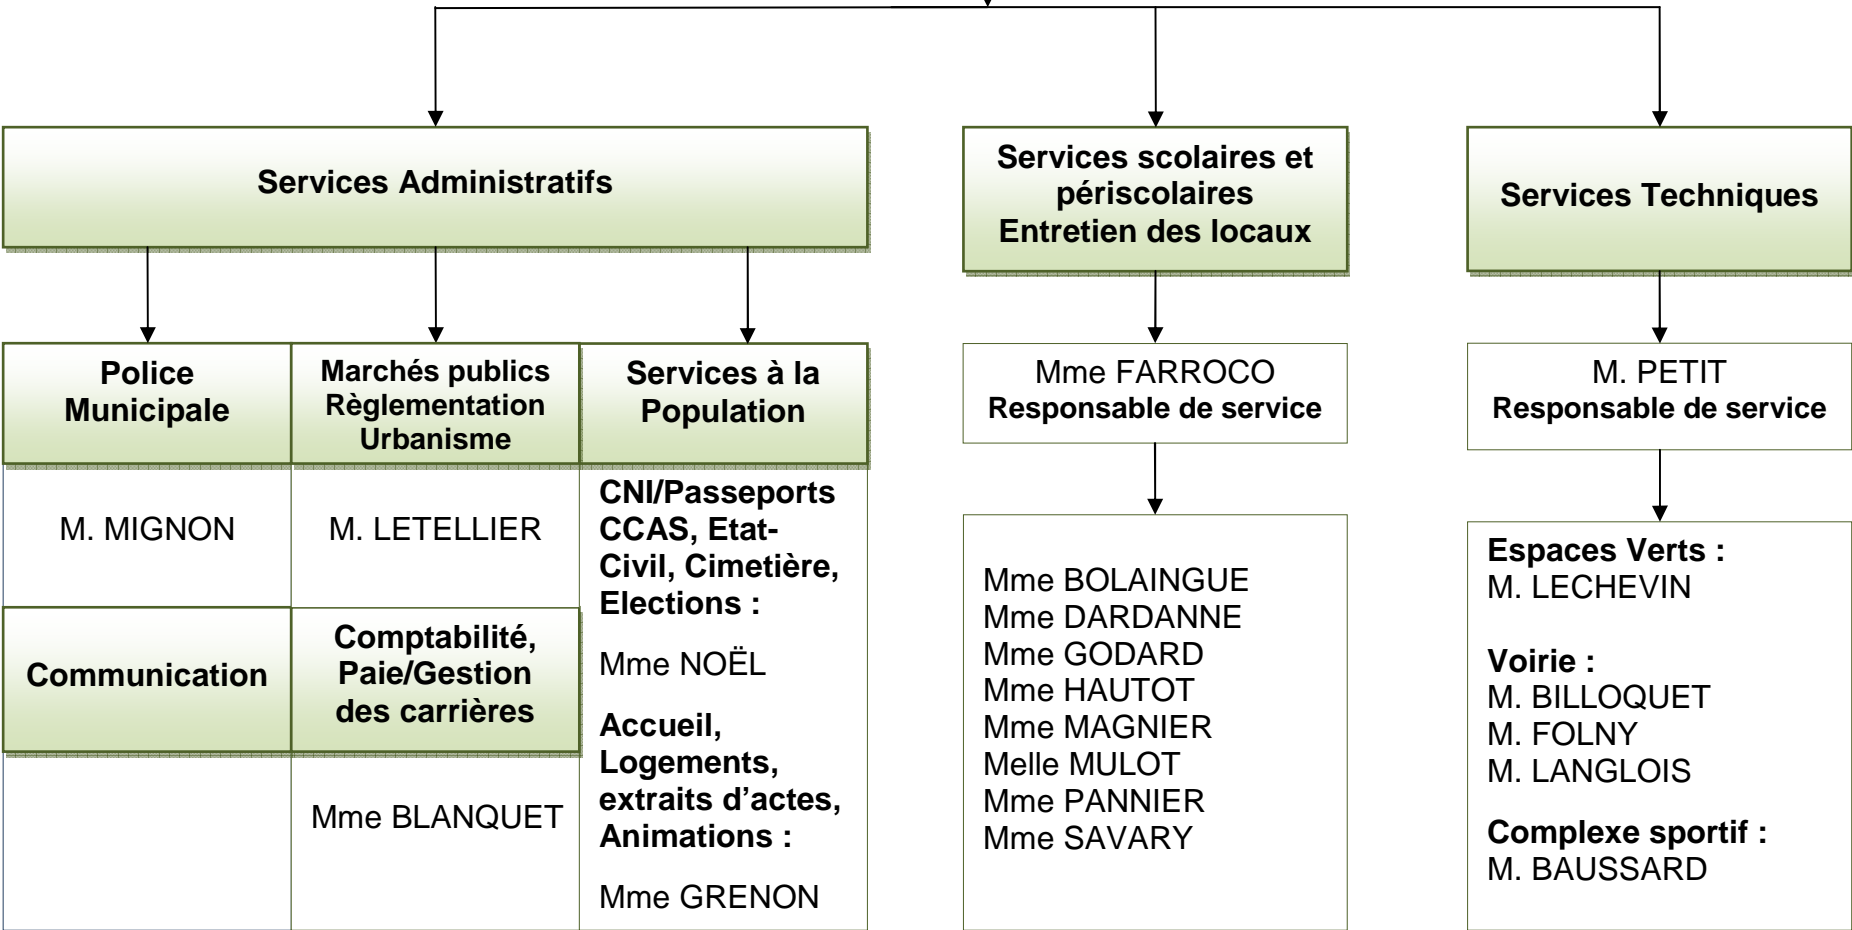 Services Administratifs
Services scolaires et
périscolaires
Entretien des locaux
Services Techniques
Police
Municipale
Marchés publics
Règlementation
Urbanisme
Services à la
Population
Mme FARROCO
Responsable de service
M. PETIT
Responsable de service
M. MIGNON
M. LETELLIER
CNI/Passeports
CCAS, Etat-
Civil, Cimetière,
Elections :
Mme NOËL
Accueil,
Logements,
extraits d’actes,
Animations :
Mme GRENON
Communication
Comptabilité,
Paie/Gestion
des carrières
Mme BLANQUET
Mme BOLAINGUE
Mme DARDANNE
Mme GODARD
Mme HAUTOT
Mme MAGNIER
Melle MULOT
Mme PANNIER
Mme SAVARY
Espaces Verts :
M. LECHEVIN
Voirie :
M. BILLOQUET
M. FOLNY
M. LANGLOIS
Complexe sportif :
M. BAUSSARD